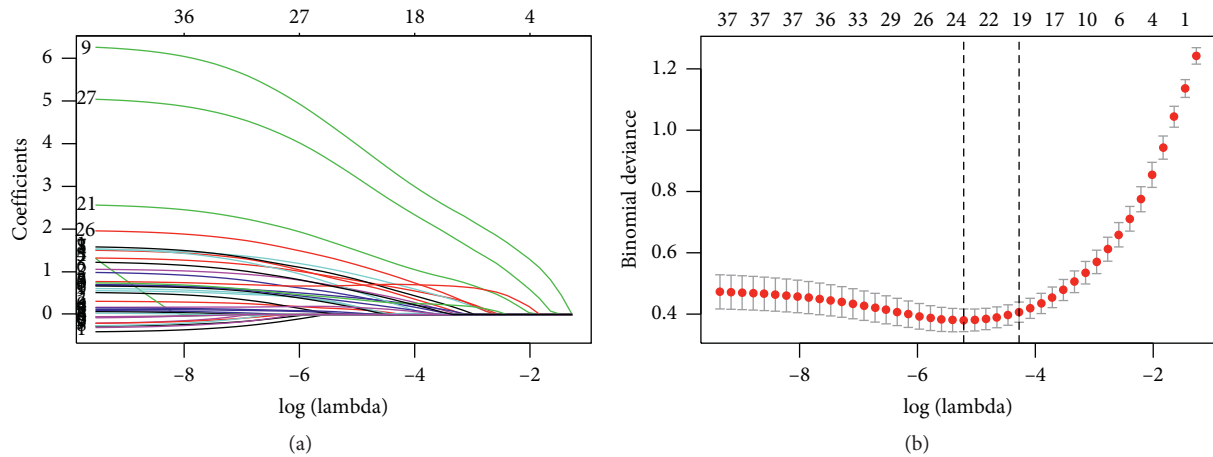 36 27 18 4
6
5
4
3
2
1
0
Coefficients
9
27
21
26
1
−8 −6 −4 −2
log (lambda)
(a)
37 37 37 36 33 29 26 24 22 19 17 10 6 4 1
1.2
1.0
0.8
0.6
0.4
Binomial deviance
−8 −6 −4 −2
log (lambda)
(b)